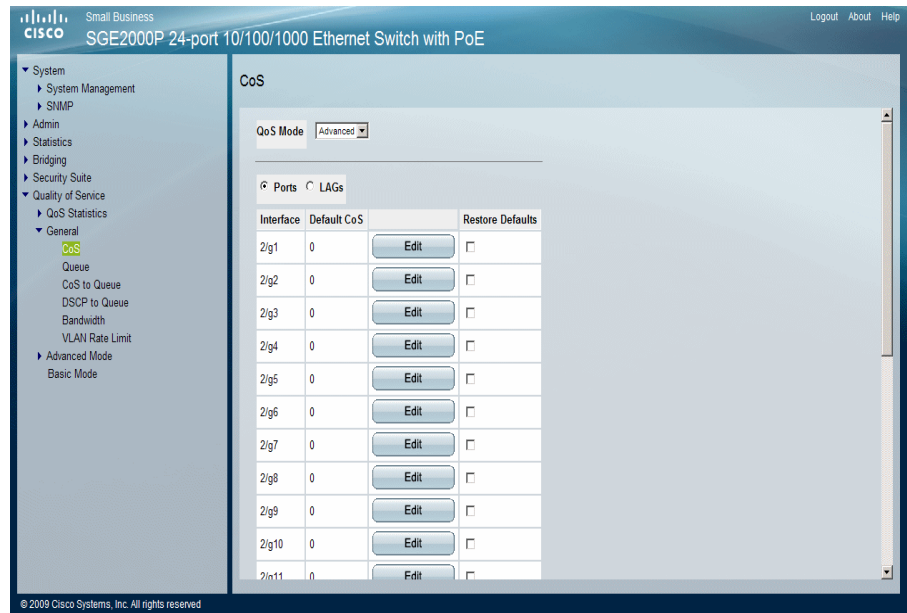 Small Business
Logout About Help
CISCO
SGE2000P 24-port 10/100/1000 Ethernet Switch with PoE
System
System Management
SNMP
Admin
Statistics
Bridging
Security Suite
Quality of Service
QoS Statistics
General
CoS
Queue
CoS to Queue
DSCP to Queue
Bandwidth
VLAN Rate Limit
Advanced Mode
Basic Mode
CoS
QoS Mode Advanced
Ports LAGs
Interface Default CoS Restore Defaults
2/g1 0 Edit
2/g2 0 Edit
2/g3 0 Edit
2/g4 0 Edit
2/g5 0 Edit
2/g6 0 Edit
2/g7 0 Edit
2/g8 0 Edit
2/g9 0 Edit
2/g10 0 Edit
2/g11 0 Edit
© 2009 Cisco Systems, Inc. All rights reserved